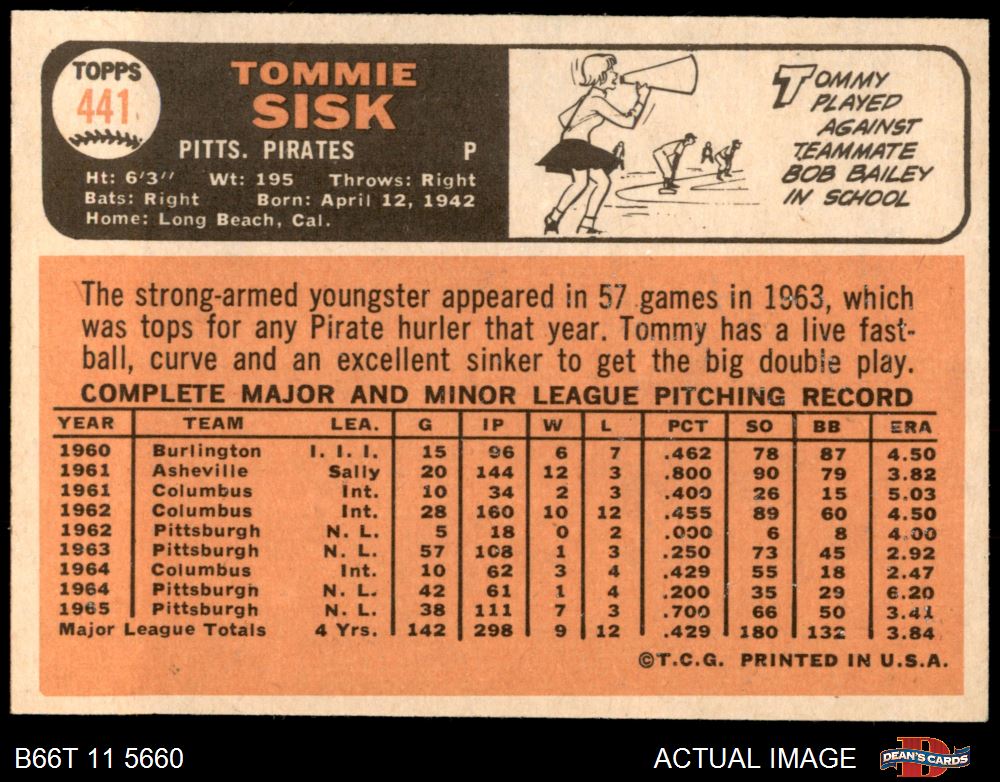 TOPPS
441
TOMMIE
SISK
PITTS. PIRATES P
Ht: 6'3" Wt: 195 Throws: Right
Bats: Right Born: April 12, 1942
Home: Long Beach, Cal.
TOMMY
PLAYED
AGAINST
TEAMMATE
BOB BAILEY
IN SCHOOL
The strong-armed youngster appeared in 57 games in 1963, which
was tops for any Pirate hurler that year. Tommy has a live fast-
ball, curve and an excellent sinker to get the big double play.
COMPLETE MAJOR AND MINOR LEAGUE PITCHING RECORD
YEAR TEAM LEA. G IP W L PCT SO BB ERA
1960 Burlington I. I. I. 15 96 6 7 .462 78 87 4.50
1961 Asheville Sally 20 144 12 3 .800 90 79 3.82
1961 Columbus Int. 10 34 2 3 .400 26 15 5.03
1962 Columbus Int. 28 160 10 12 .455 89 60 4.50
1962 Pittsburgh N. L. 5 18 0 2 .000 6 8 4.00
1963 Pittsburgh N. L. 57 108 1 3 .250 73 45 2.92
1964 Columbus Int. 10 62 3 4 .429 55 18 2.47
1964 Pittsburgh N. L. 42 61 1 4 .200 35 29 6.20
1965 Pittsburgh N. L. 38 111 7 3 .700 66 50 3.41
Major League Totals 4 Yrs. 142 298 9 12 .429 180 132 3.84
©T.C.G. PRINTED IN U.S.A.
B66T 11 5660 ACTUAL IMAGE DEAN'S CARDS